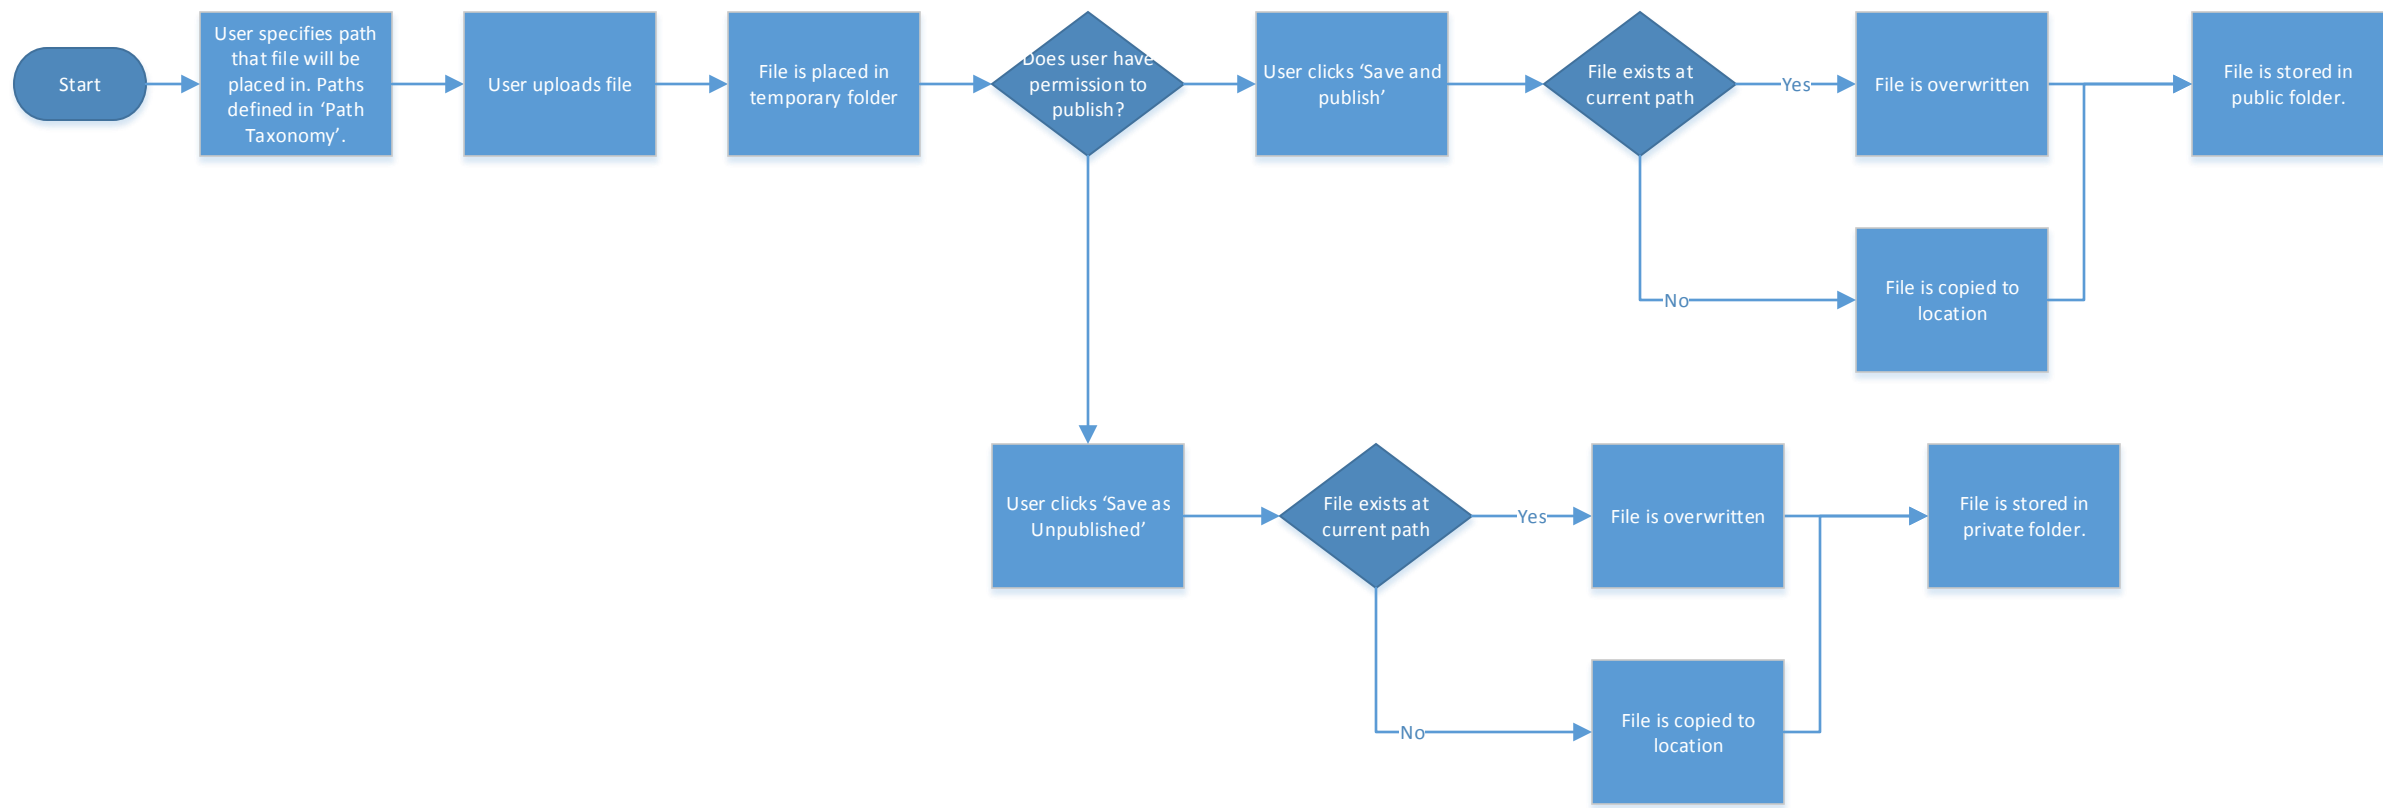 Start
User specifies path
that file will be
placed in. Paths
defined in ‘Path
Taxonomy’.
User uploads file
File is placed in
temporary folder
Does user have
permission to
publish?
User clicks ‘Save and
publish’
File exists at
current path
Yes
File is overwritten
File is stored in
public folder.
No
File is copied to
location
User clicks ‘Save as
Unpublished’
File exists at
current path
Yes
File is overwritten
File is stored in
private folder.
No
File is copied to
location